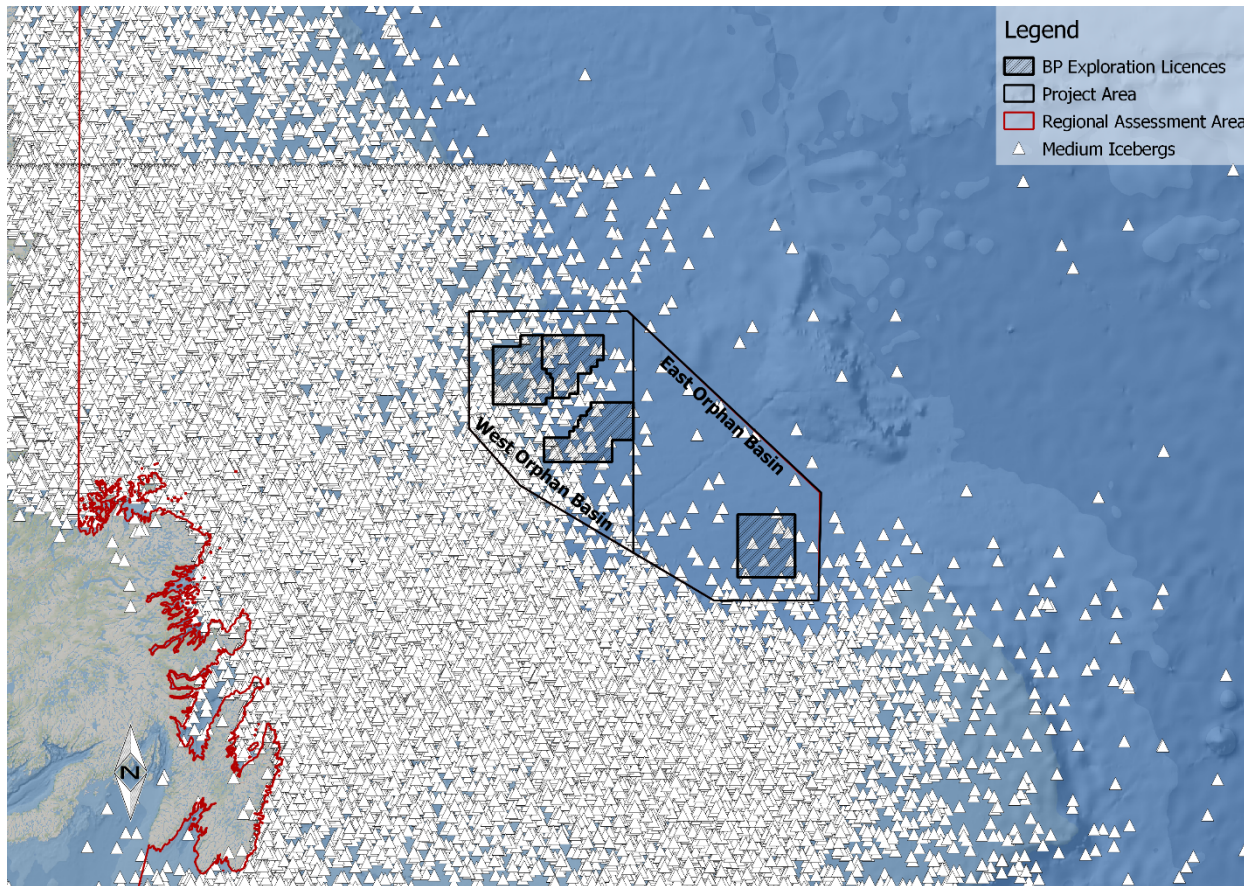 Legend
BP Exploration Licences
Project Area
Regional Assessment Area
Medium Icebergs
East Orphan Basin
West Orphan Basin
N